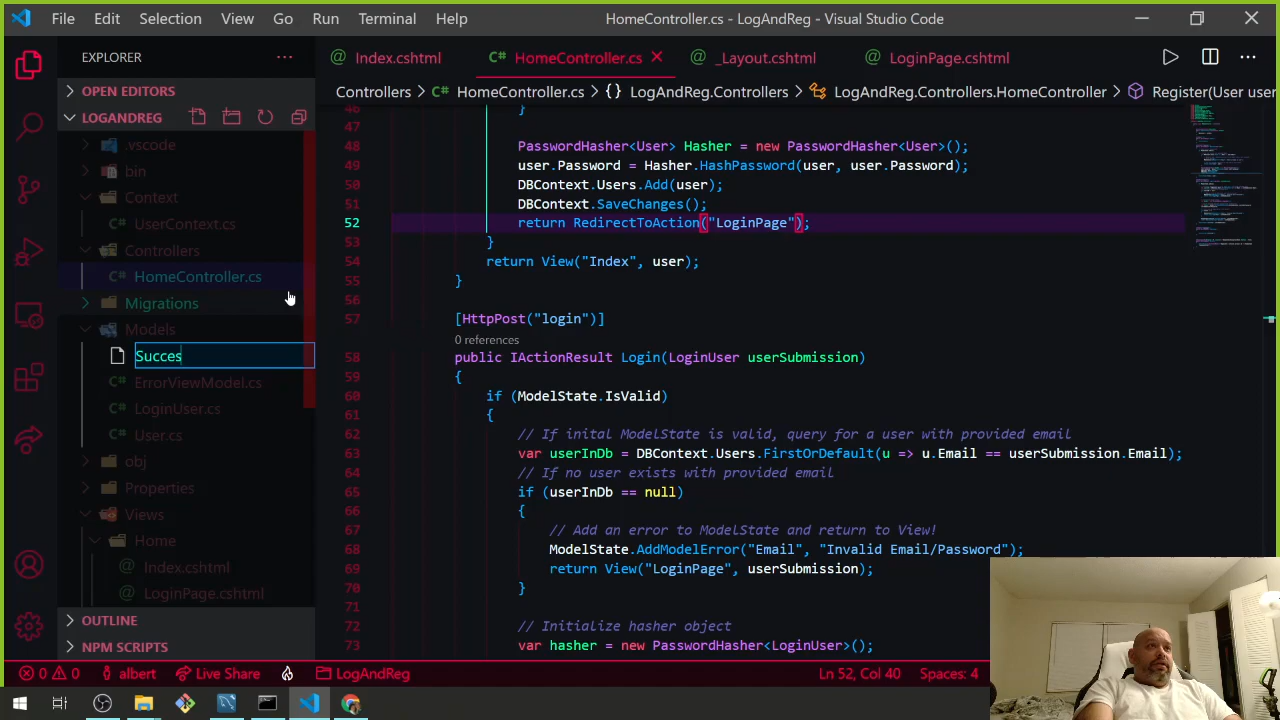 File Edit Selection View Go Run Terminal Help
HomeController.cs - LogAndReg - Visual Studio Code
EXPLORER
Index.cshtml
HomeController.cs
_Layout.cshtml
LoginPage.cshtml
OPEN EDITORS
LOGANDREG
.vscode
bin
Context
UserContext.cs
Controllers
HomeController.cs
Migrations
Models
Succes
ErrorViewModel.cs
LoginUser.cs
User.cs
obj
Properties
Views
Home
Index.cshtml
LoginPage.cshtml
OUTLINE
NPM SCRIPTS
Controllers HomeController.cs {} LogAndReg.Controllers LogAndReg.Controllers.HomeController Register(User user
46 }
47
48 PasswordHasher<User> Hasher = new PasswordHasher<User>();
49 user.Password = Hasher.HashPassword(user, user.Password);
50 DBContext.Users.Add(user);
51 DBContext.SaveChanges();
52 return RedirectToAction("LoginPage");
53 }
54 return View("Index", user);
55 }
56
57 [HttpPost("login")]
0 references
58 public IActionResult Login(LoginUser userSubmission)
59 {
60 if (ModelState.IsValid)
61 {
62 // If inital ModelState is valid, query for a user with provided email
63 var userInDb = DBContext.Users.FirstOrDefault(u => u.Email == userSubmission.Email);
64 // If no user exists with provided email
65 if (userInDb == null)
66 {
67 // Add an error to ModelState and return to View!
68 ModelState.AddModelError("Email", "Invalid Email/Password");
69 return View("LoginPage", userSubmission);
70 }
71
72 // Initialize hasher object
73 var hasher = new PasswordHasher<LoginUser>();
0 0 albert Live Share LogAndReg Ln 52, Col 40 Spaces: 4